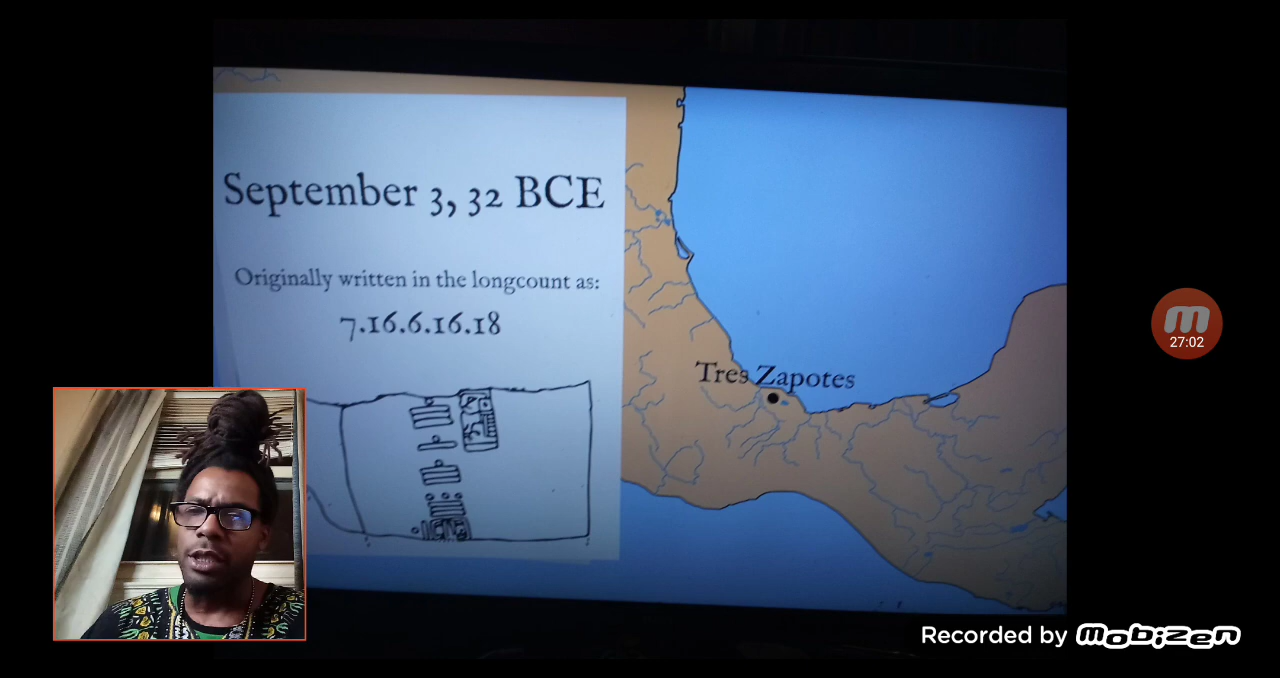 September 3, 32 BCE
Originally written in the longcount as:
7.16.6.16.18
Tres Zapotes
27:02
Recorded by Mobizen